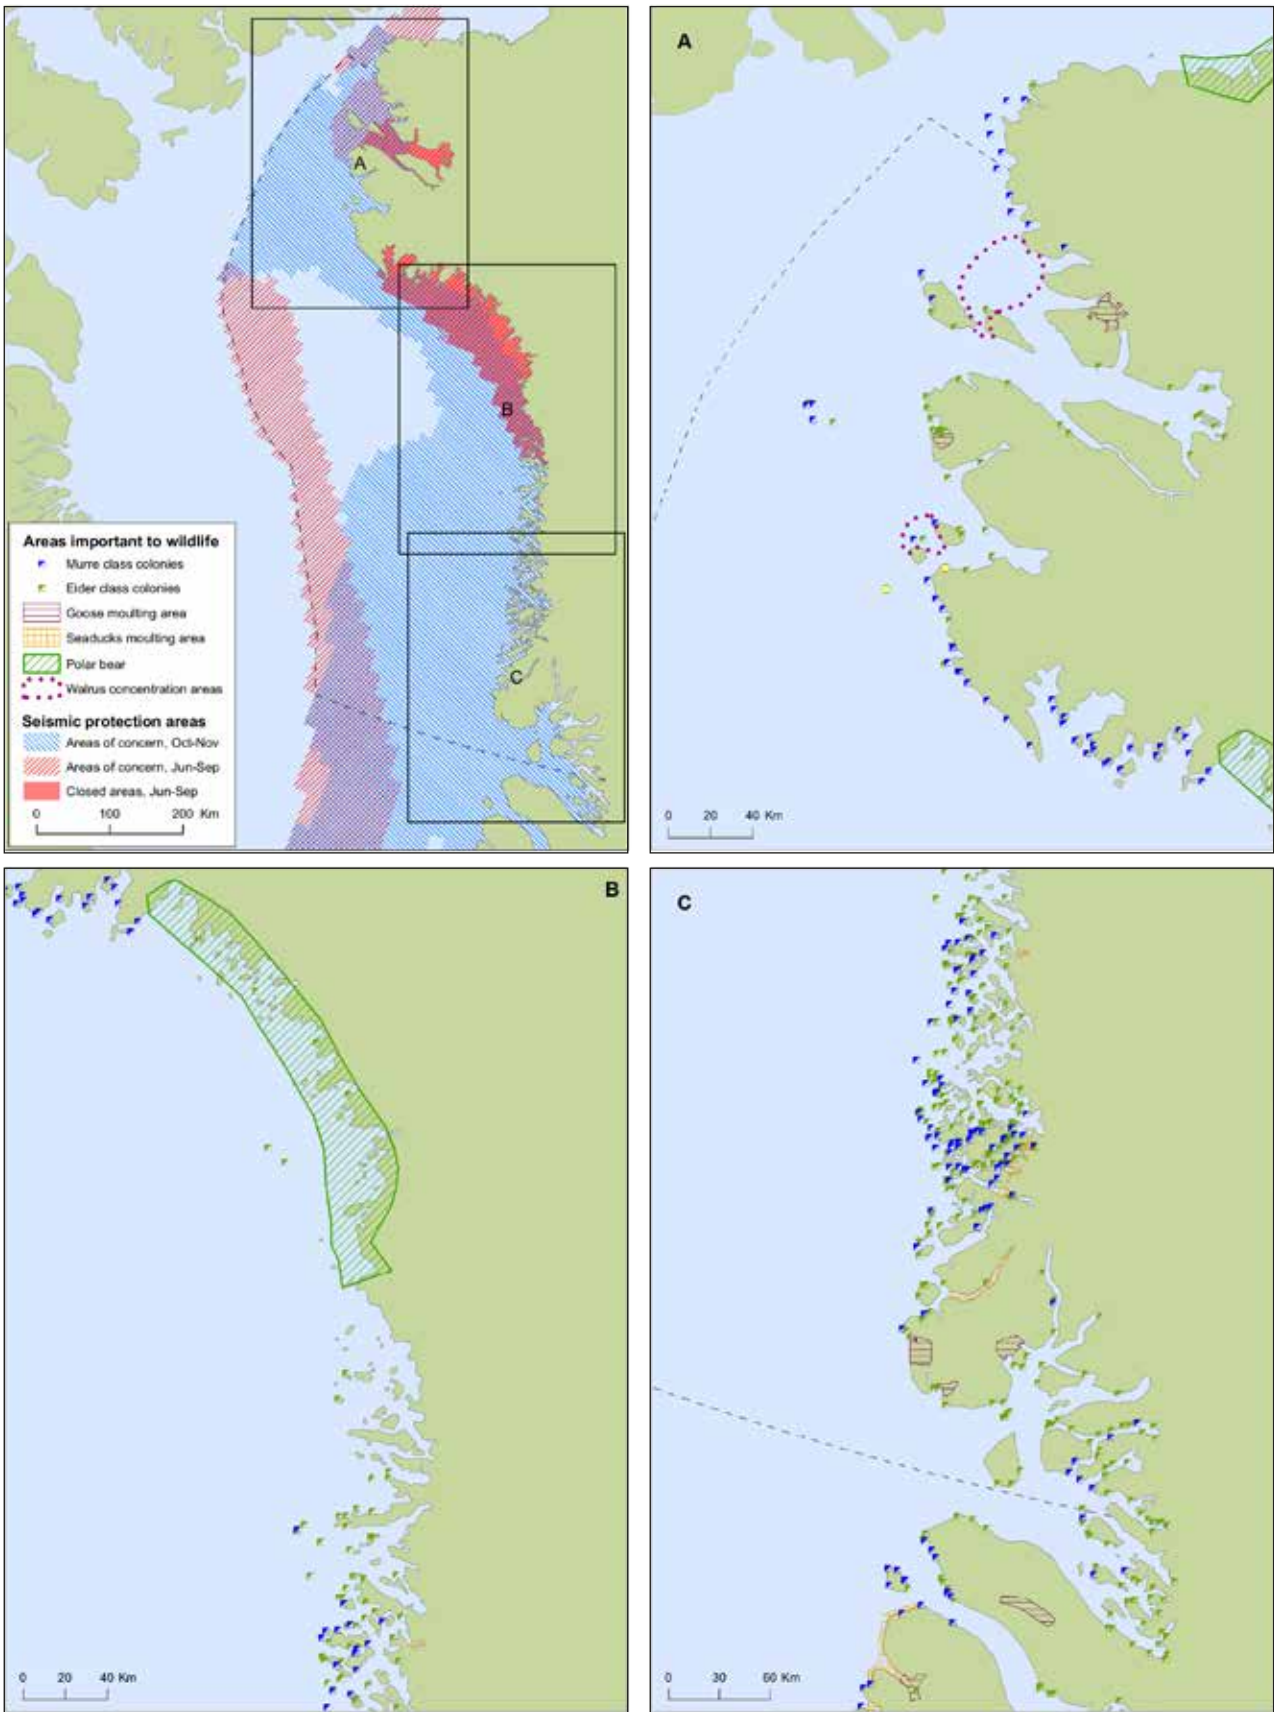 A
B
C
Areas important to wildlife
Murre class colonies
Eider class colonies
Goose moulting area
Seaducks moulting area
Polar bear
Walrus concentration areas
Seismic protection areas
Areas of concern, Oct-Nov
Areas of concern, Jun-Sep
Closed areas, Jun-Sep
0 100 200 Km
A
0 20 40 Km
B
0 20 40 Km
C
0 30 60 Km